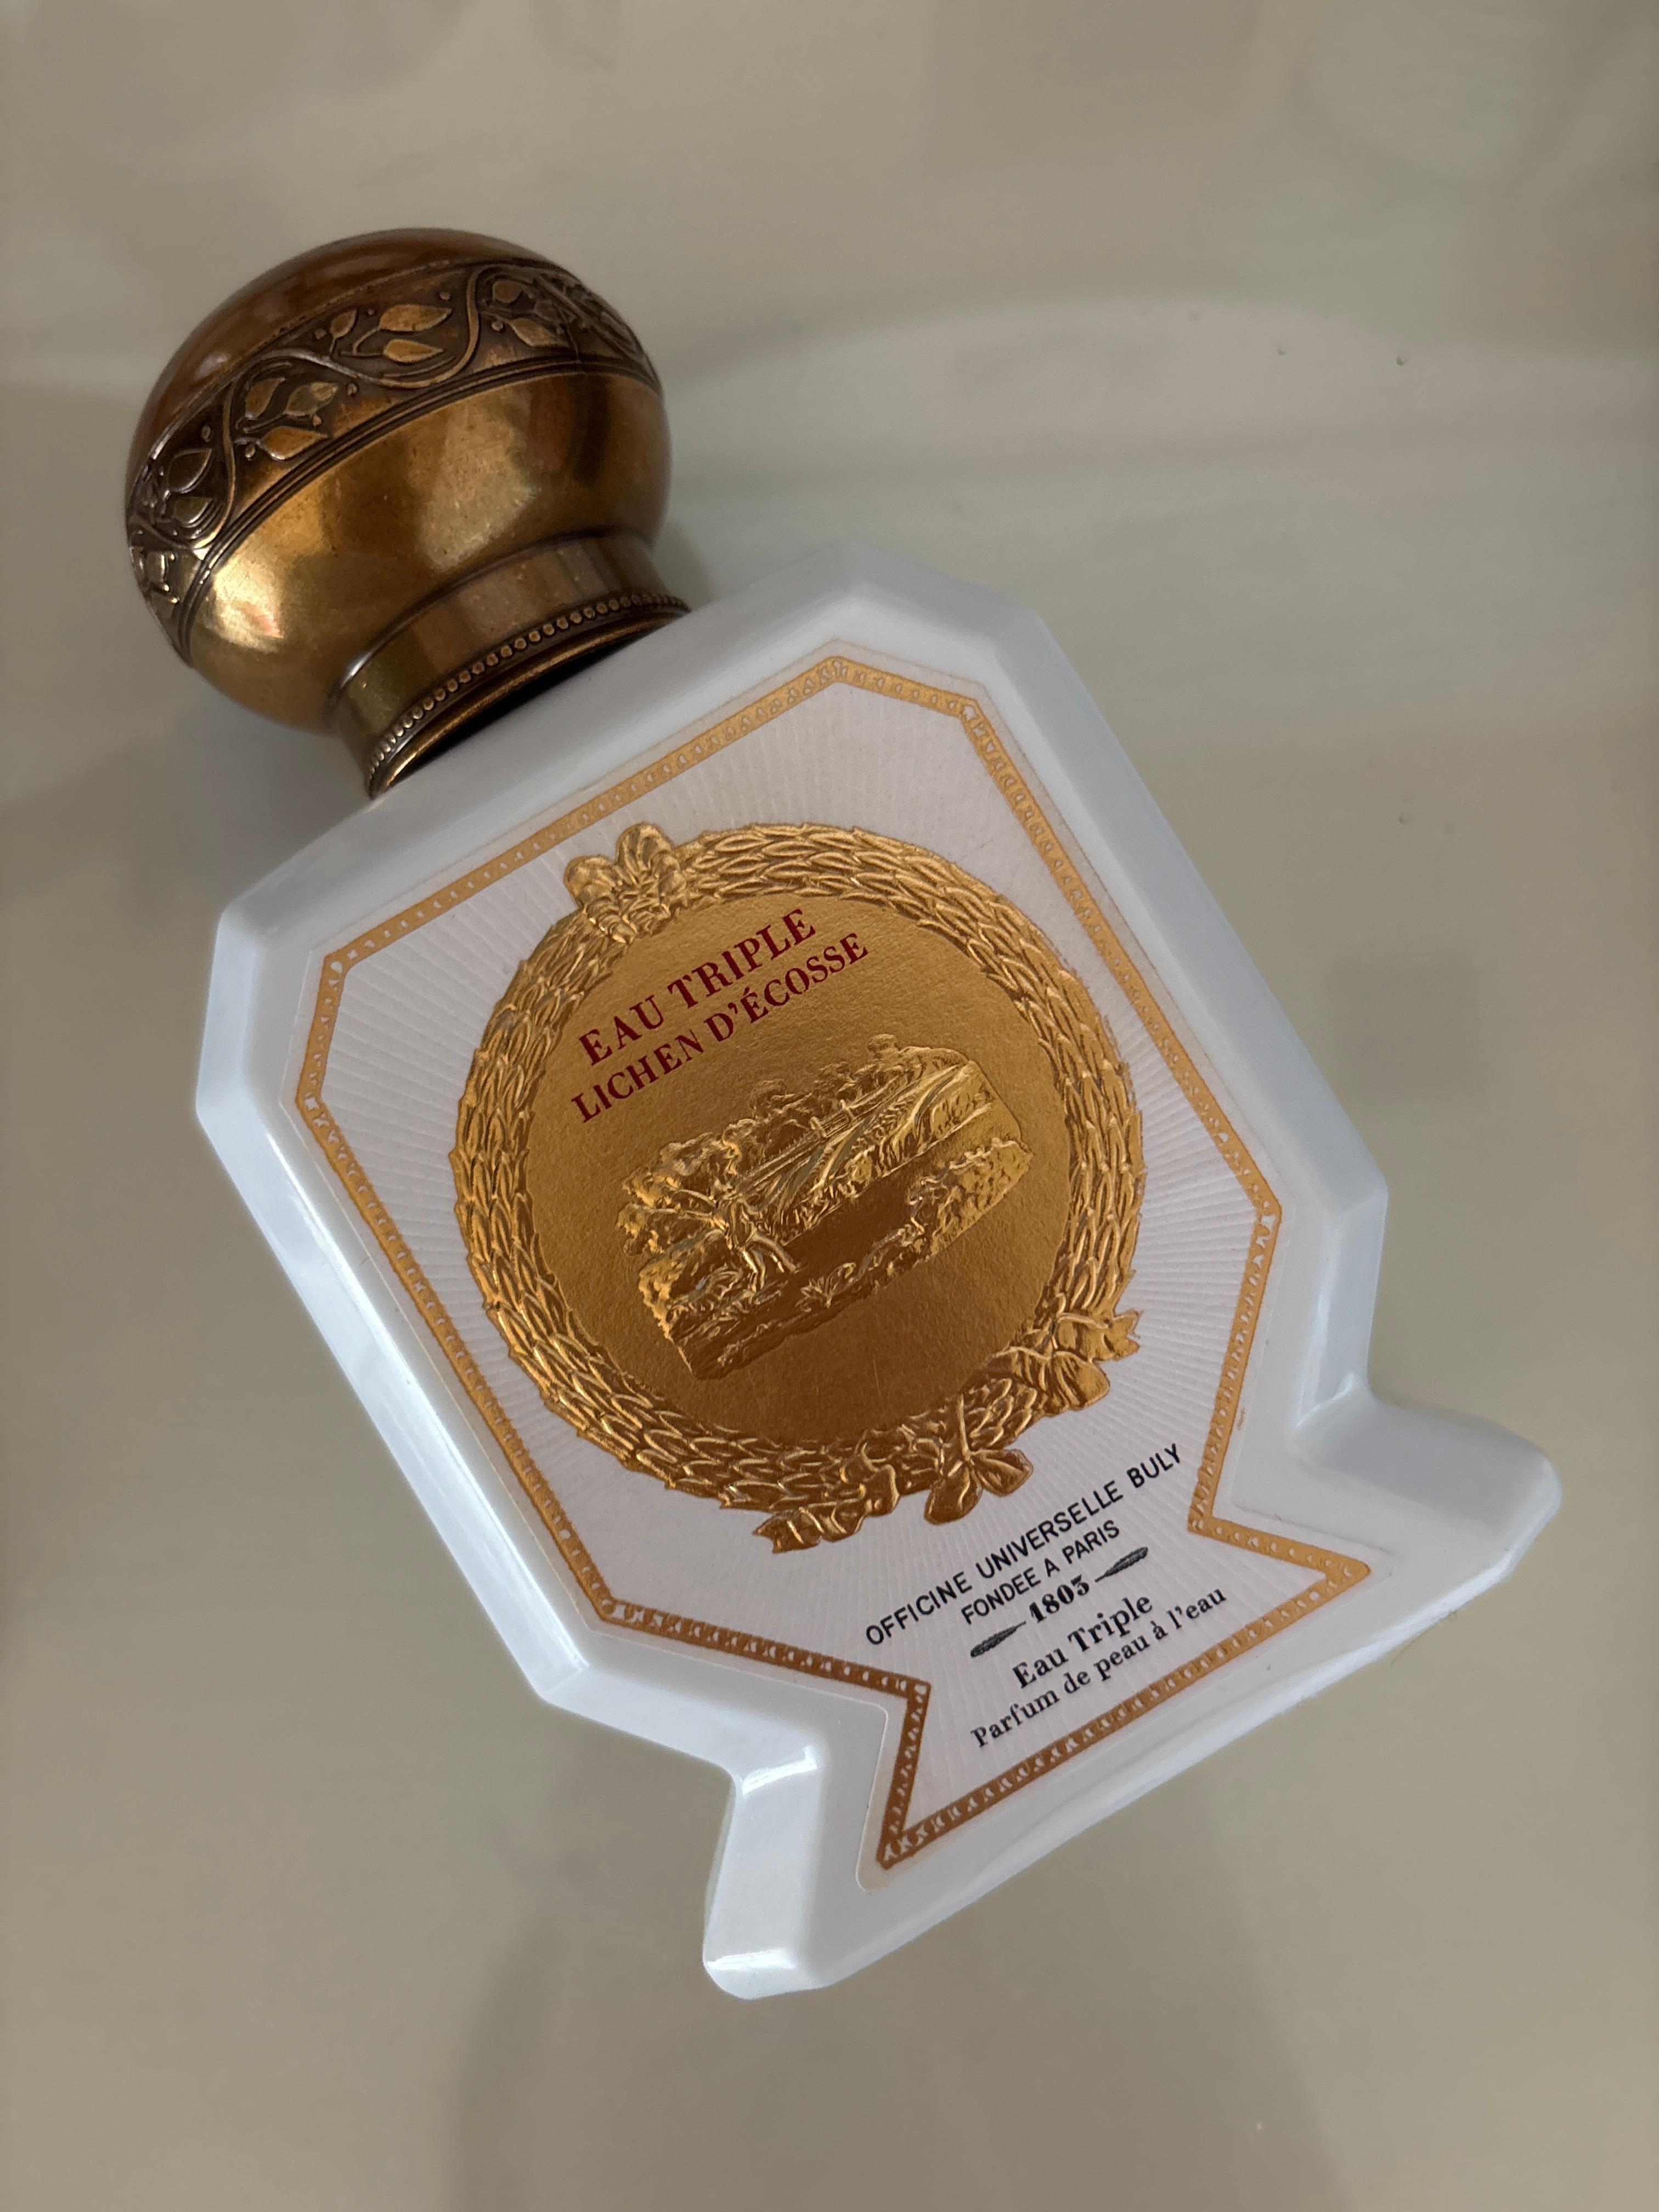 EAU TRIPLE
LICHEN D'ÉCOSSE
OFFICINE UNIVERSELLE BULY
FONDEE A PARIS
1803
Eau Triple
Parfum de peau à l'eau